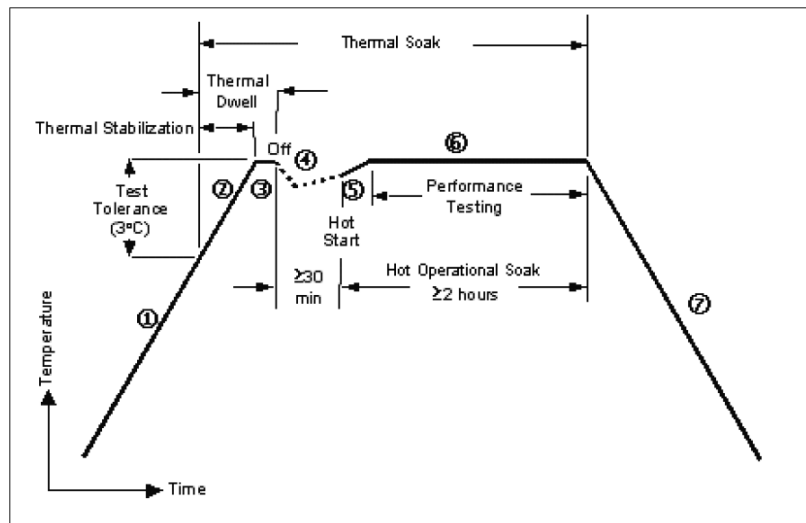 Thermal Soak
Thermal
Dwell
Thermal Stabilization
Off
④
⑥
②
③
Test
Tolerance
(3°C)
⑤
Performance
Testing
Hot
Start
≥30
min
Hot Operational Soak
≥2 hours
①
⑦
Temperature
Time